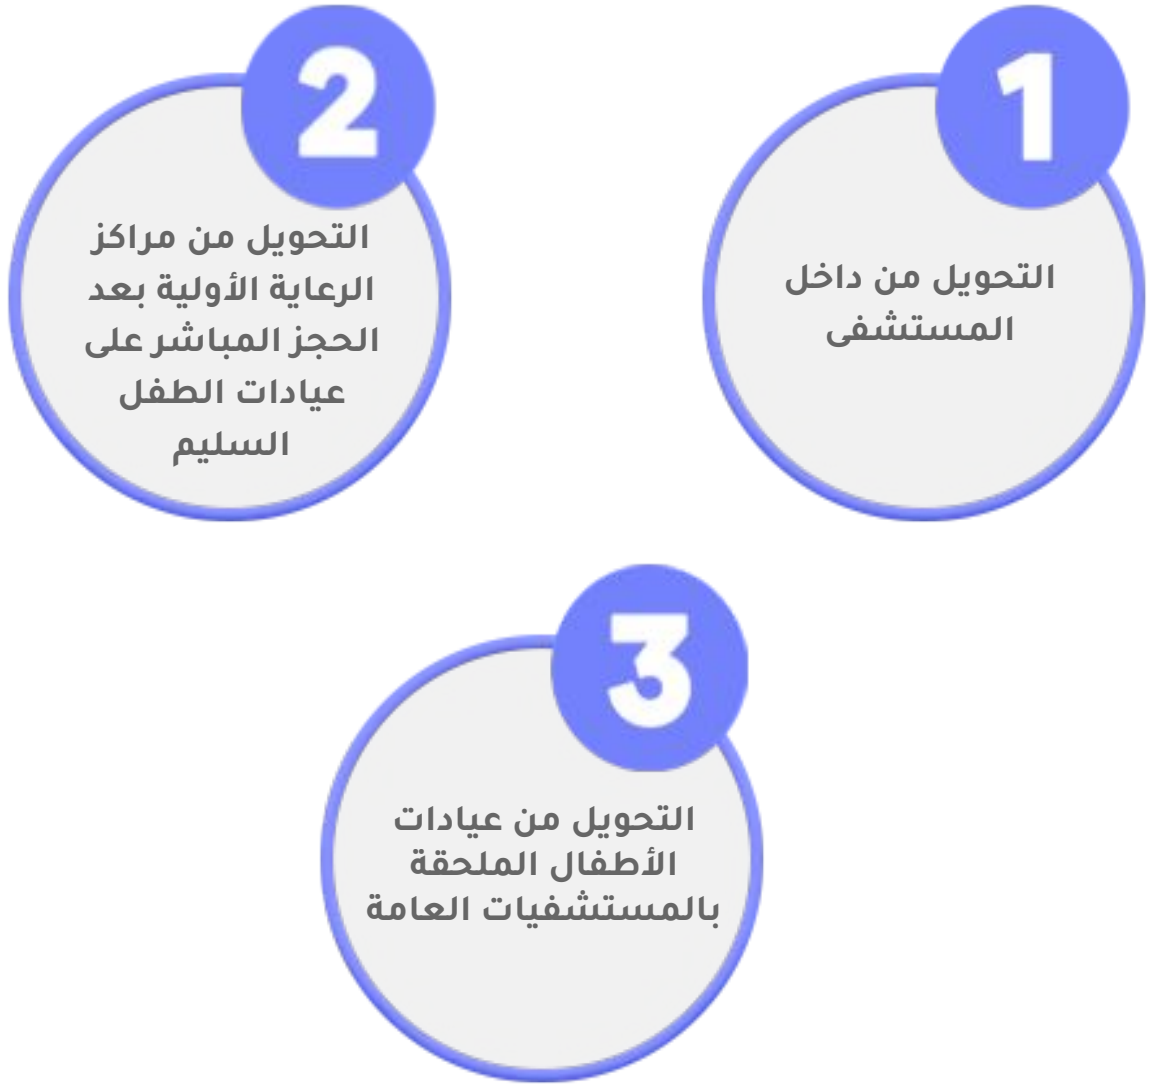 1
التحويل من داخل
المستشفى
2
التحويل من مراكز
الرعاية الأولية بعد
الحجز المباشر على
عيادات الطفل
السليم
3
التحويل من عيادات
الأطفال الملحقة
بالمستشفيات العامة